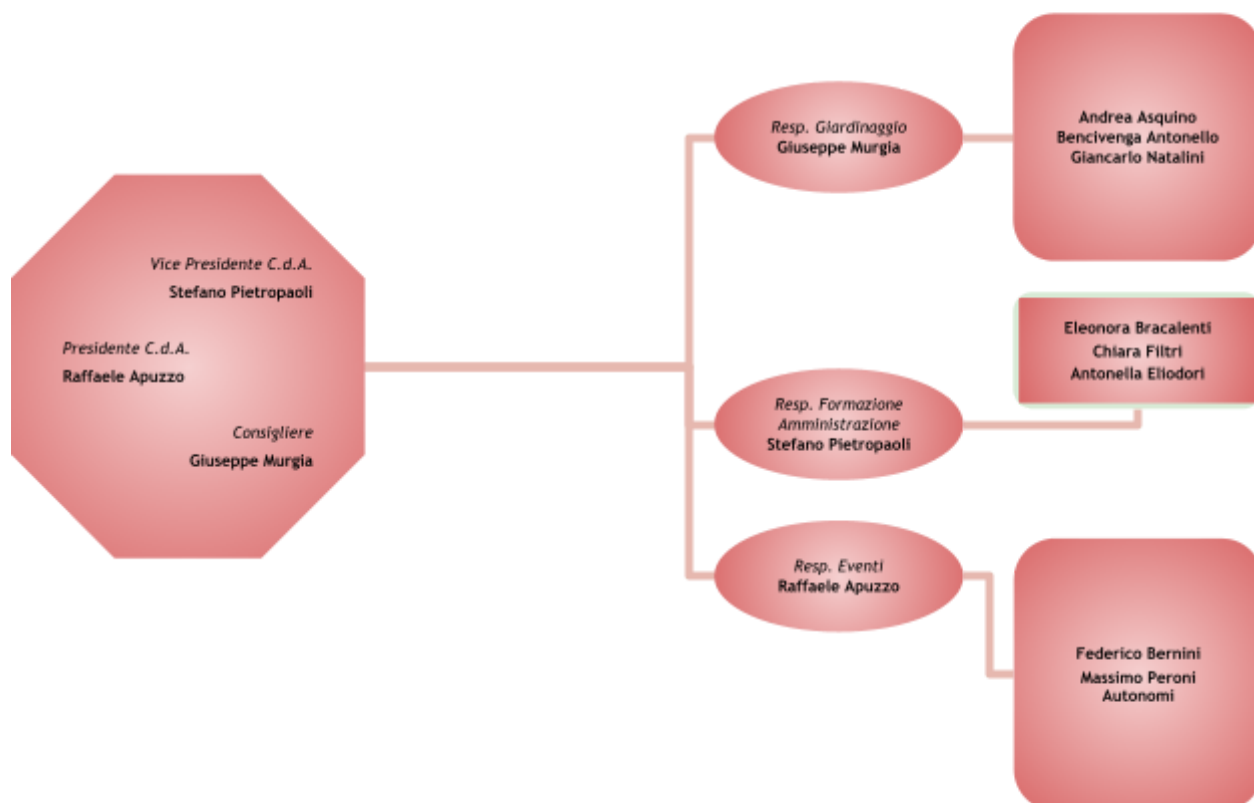 Vice Presidente C.d.A.
Stefano Pietropaoli
Presidente C.d.A.
Raffaele Apuzzo
Consigliere
Giuseppe Murgia
Resp. Giardinaggio
Giuseppe Murgia
Andrea Asquino
Bencivenga Antonello
Giancarlo Natalini
Resp. Formazione
Amministrazione
Stefano Pietropaoli
Eleonora Bracalenti
Chiara Filtri
Antonella Eliodori
Resp. Eventi
Raffaele Apuzzo
Federico Bernini
Massimo Peroni
Autonomi